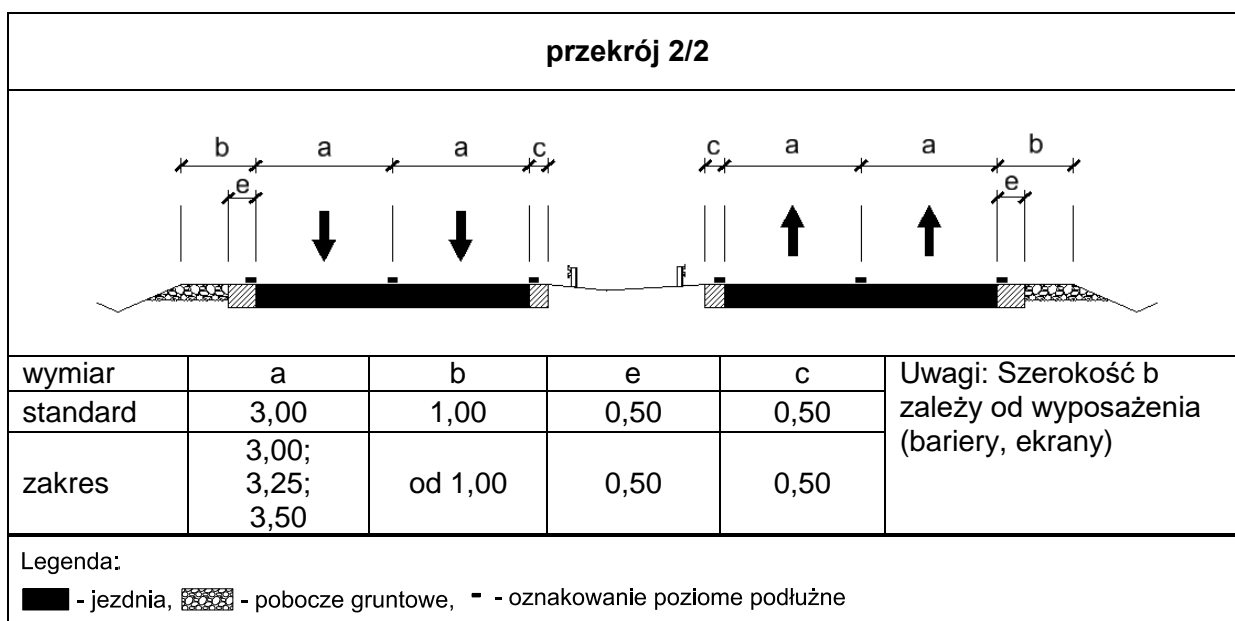 przekrój 2/2
b a a c c a a b
e e
wymiar a b e c Uwagi: Szerokość b
standard 3,00 1,00 0,50 0,50 zależy od wyposażenia
(bariery, ekrany)
3,00;
zakres 3,25; od 1,00 0,50 0,50
3,50
Legenda:
- jezdnia, - pobocze gruntowe, - oznakowanie poziome podłużne